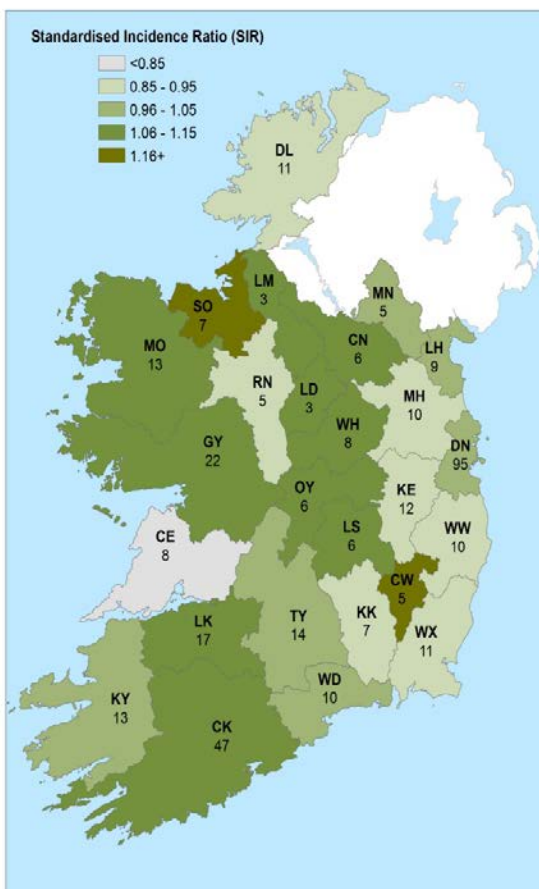 Standardised Incidence Ratio (SIR)
<0.85
0.85 - 0.95
0.96 - 1.05
1.06 - 1.15
1.16+
DL
11
LM
3
SO
7
MN
5
MO
13
CN
6
LH
9
RN
5
LD
3
MH
10
WH
8
GY
22
DN
95
OY
6
KE
12
LS
6
WW
10
CE
8
CW
5
LK
17
TY
14
KK
7
WX
11
WD
10
KY
13
CK
47